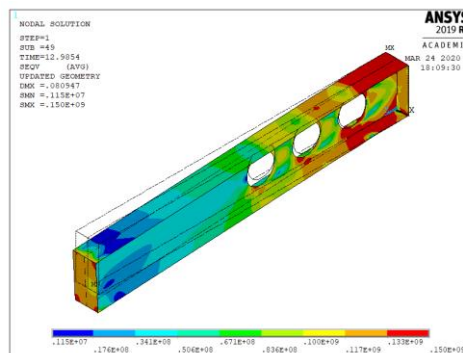 1
NODAL SOLUTION
STEP=1
SUB =49
TIME=12.9854
SEQV (AVG)
UPDATED GEOMETRY
DMX =.080947
SMN =.115E+07
SMX =.150E+09
ANSYS
2019 R
ACADEMIC
MAR 24 2020
18:09:30
MX
X
.115E+07 .341E+08 .671E+08 .100E+09 .133E+09
.176E+08 .506E+08 .836E+08 .117E+09 .150E+09